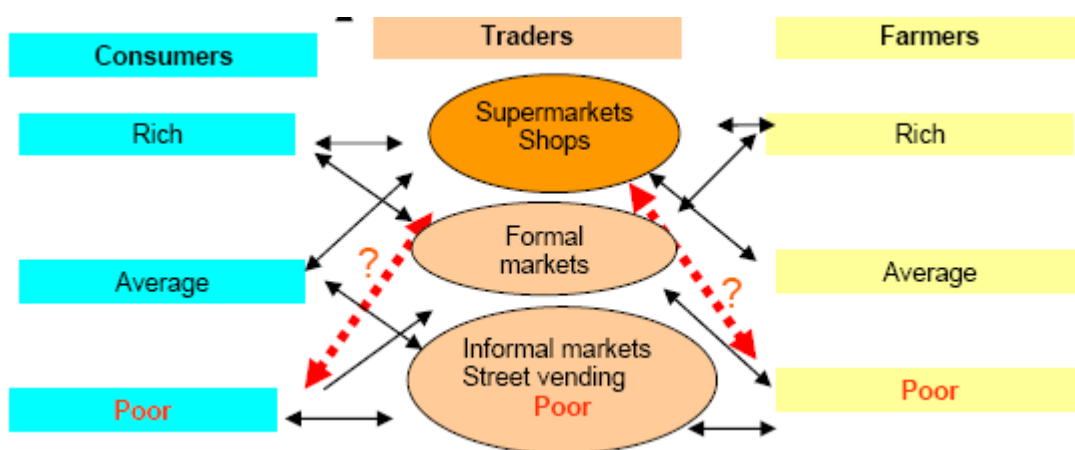 Consumers
Traders
Farmers
Rich
Supermarkets
Shops
Rich
Average
?
Formal
markets
?
Average
Poor
Informal markets
Street vending
Poor
Poor